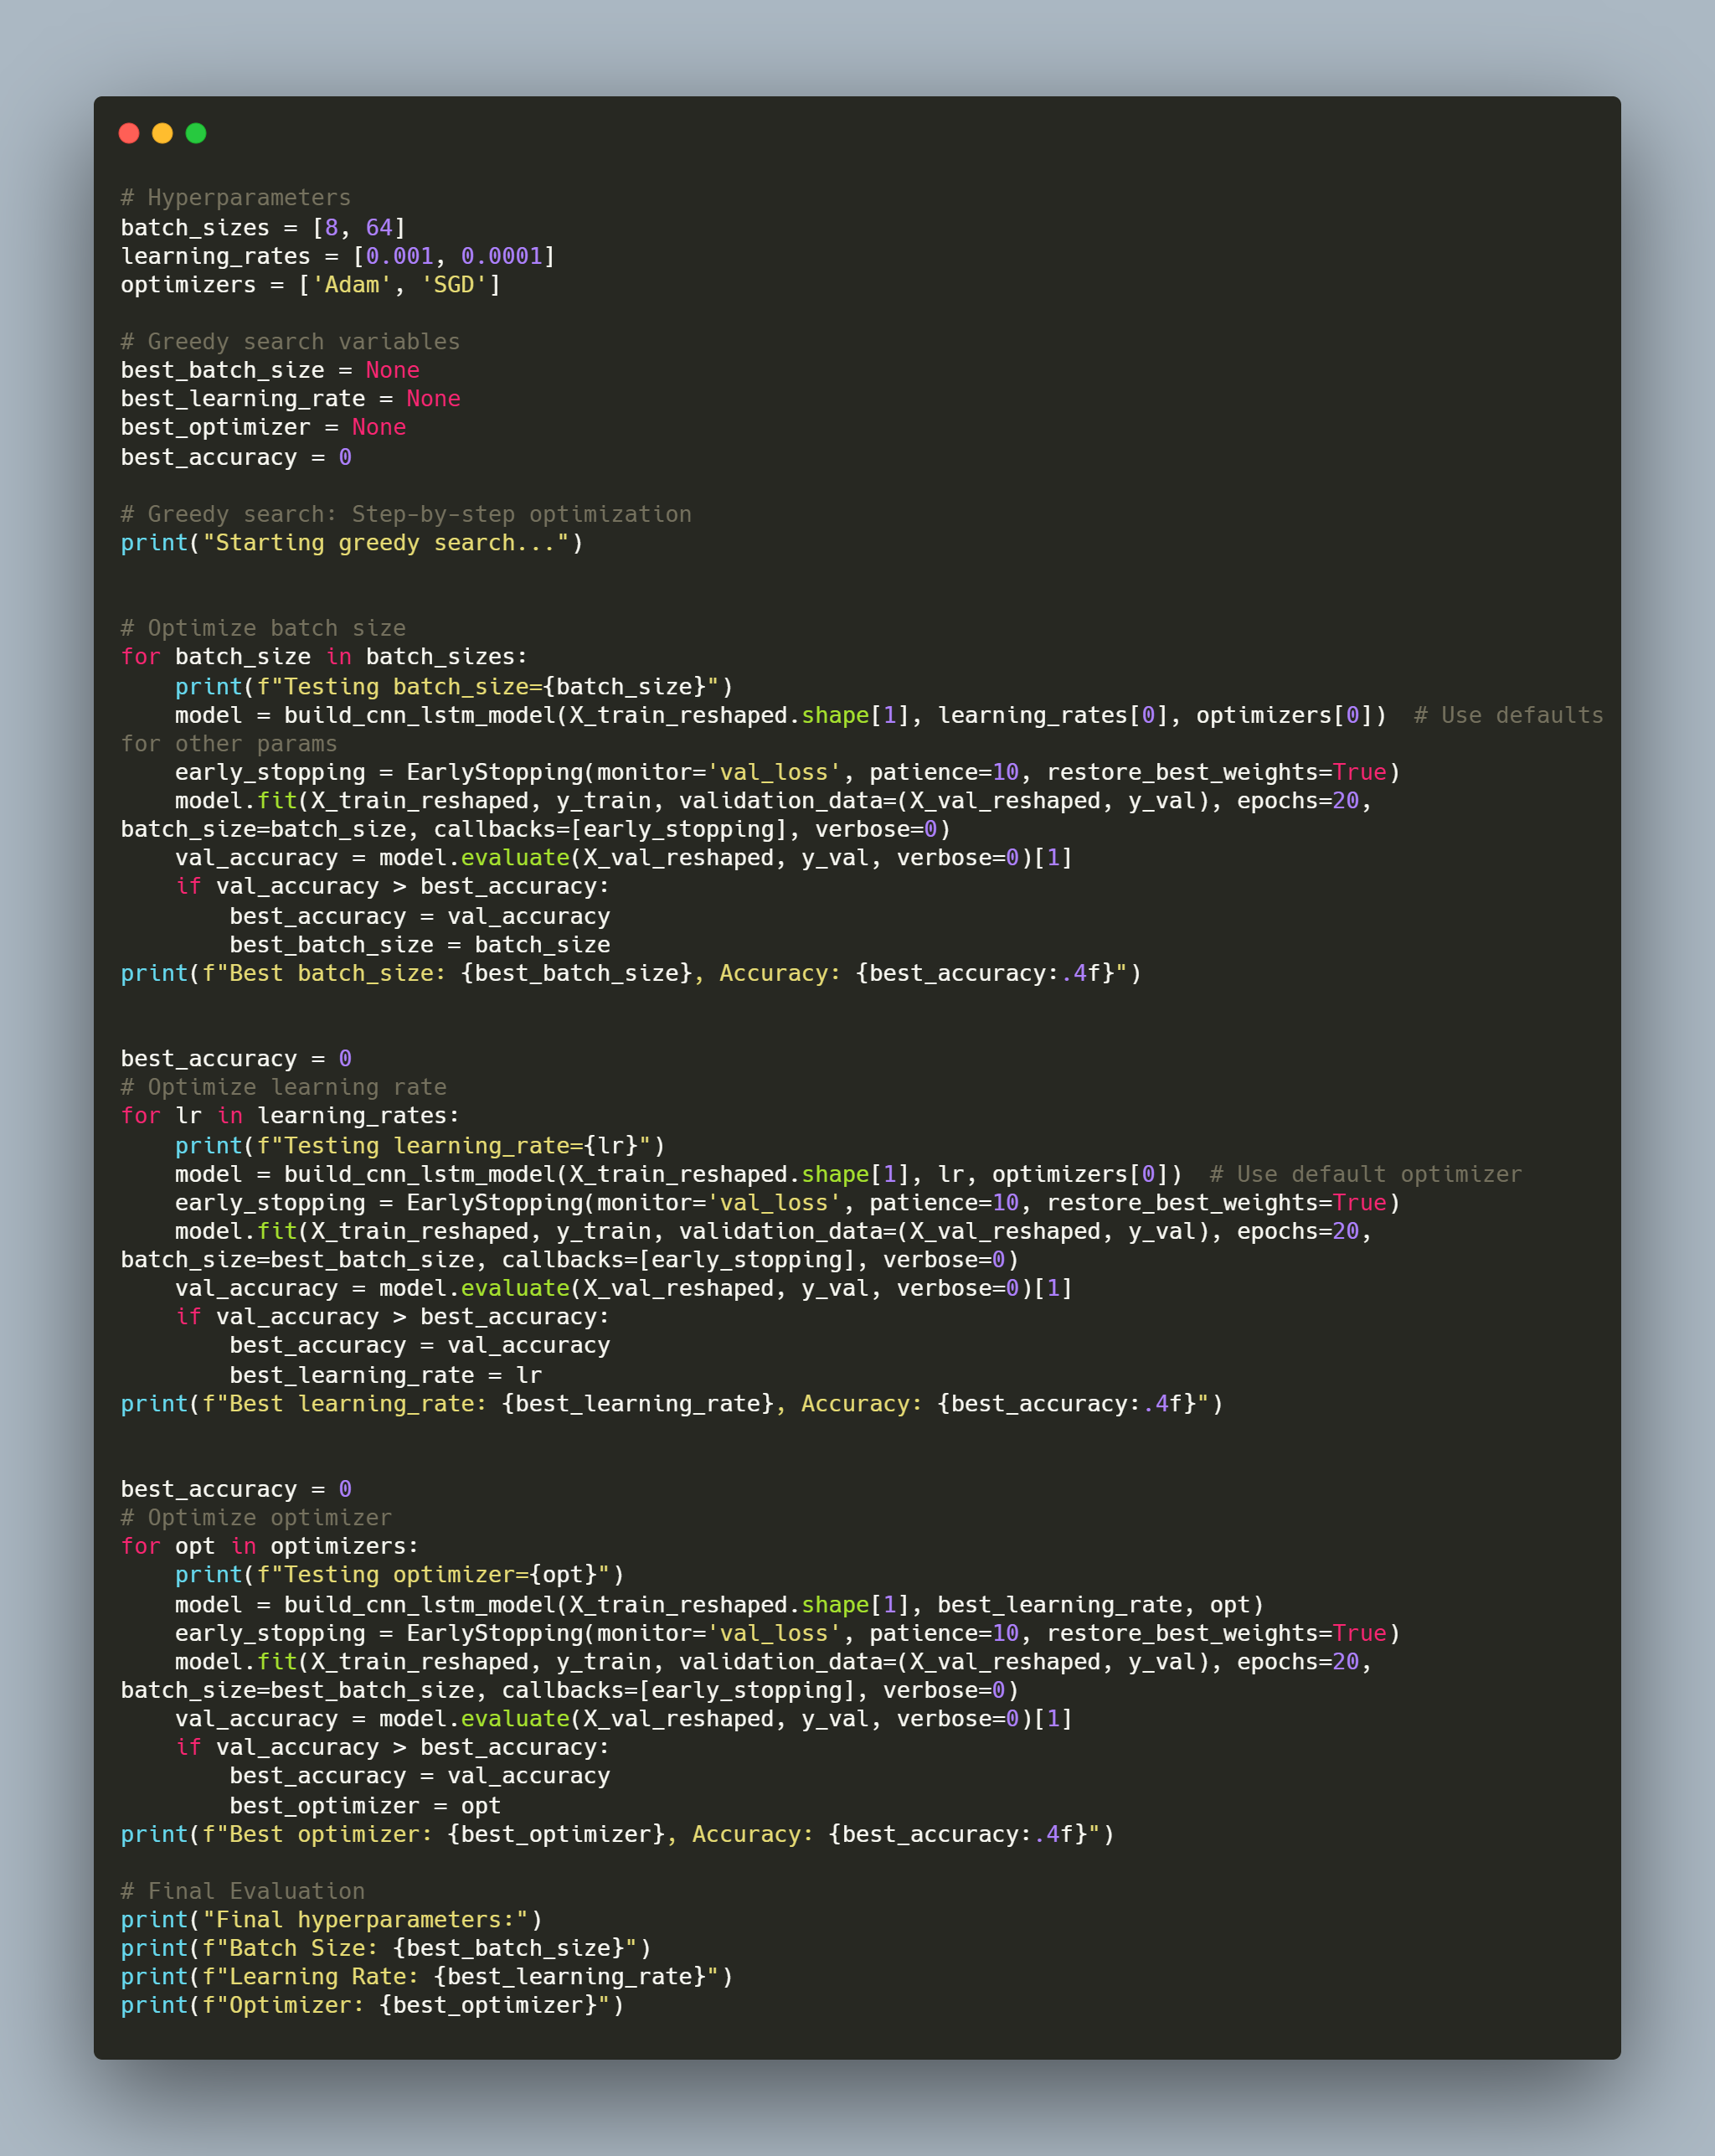 # Hyperparameters
batch_sizes = [8, 64]
learning_rates = [0.001, 0.0001]
optimizers = ['Adam', 'SGD']

# Greedy search variables
best_batch_size = None
best_learning_rate = None
best_optimizer = None
best_accuracy = 0

# Greedy search: Step-by-step optimization
print("Starting greedy search...")


# Optimize batch size
for batch_size in batch_sizes:
    print(f"Testing batch_size={batch_size}")
    model = build_cnn_lstm_model(X_train_reshaped.shape[1], learning_rates[0], optimizers[0])  # Use defaults
for other params
    early_stopping = EarlyStopping(monitor='val_loss', patience=10, restore_best_weights=True)
    model.fit(X_train_reshaped, y_train, validation_data=(X_val_reshaped, y_val), epochs=20,
batch_size=batch_size, callbacks=[early_stopping], verbose=0)
    val_accuracy = model.evaluate(X_val_reshaped, y_val, verbose=0)[1]
    if val_accuracy > best_accuracy:
        best_accuracy = val_accuracy
        best_batch_size = batch_size
print(f"Best batch_size: {best_batch_size}, Accuracy: {best_accuracy:.4f}")


best_accuracy = 0
# Optimize learning rate
for lr in learning_rates:
    print(f"Testing learning_rate={lr}")
    model = build_cnn_lstm_model(X_train_reshaped.shape[1], lr, optimizers[0])  # Use default optimizer
    early_stopping = EarlyStopping(monitor='val_loss', patience=10, restore_best_weights=True)
    model.fit(X_train_reshaped, y_train, validation_data=(X_val_reshaped, y_val), epochs=20,
batch_size=best_batch_size, callbacks=[early_stopping], verbose=0)
    val_accuracy = model.evaluate(X_val_reshaped, y_val, verbose=0)[1]
    if val_accuracy > best_accuracy:
        best_accuracy = val_accuracy
        best_learning_rate = lr
print(f"Best learning_rate: {best_learning_rate}, Accuracy: {best_accuracy:.4f}")


best_accuracy = 0
# Optimize optimizer
for opt in optimizers:
    print(f"Testing optimizer={opt}")
    model = build_cnn_lstm_model(X_train_reshaped.shape[1], best_learning_rate, opt)
    early_stopping = EarlyStopping(monitor='val_loss', patience=10, restore_best_weights=True)
    model.fit(X_train_reshaped, y_train, validation_data=(X_val_reshaped, y_val), epochs=20,
batch_size=best_batch_size, callbacks=[early_stopping], verbose=0)
    val_accuracy = model.evaluate(X_val_reshaped, y_val, verbose=0)[1]
    if val_accuracy > best_accuracy:
        best_accuracy = val_accuracy
        best_optimizer = opt
print(f"Best optimizer: {best_optimizer}, Accuracy: {best_accuracy:.4f}")

# Final Evaluation
print("Final hyperparameters:")
print(f"Batch Size: {best_batch_size}")
print(f"Learning Rate: {best_learning_rate}")
print(f"Optimizer: {best_optimizer}")